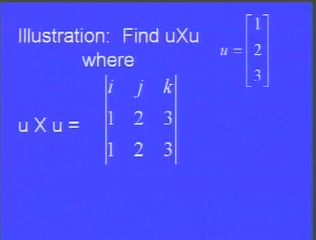 Illustration: Find uXu
where
u = [1 2 3]
i j k
u X u = 1 2 3
1 2 3